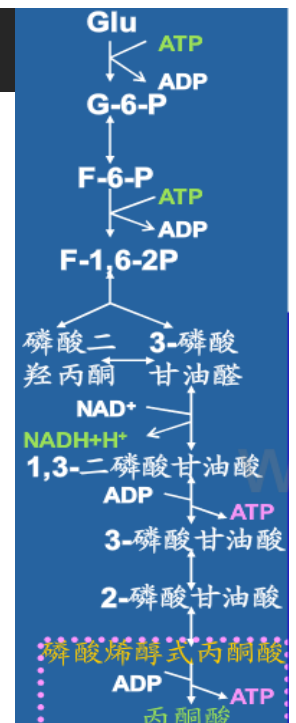 Glu
ATP
ADP
G-6-P
F-6-P
ATP
ADP
F-1,6-2P
磷酸二 3-磷酸
羟丙酮 甘油醛
NAD⁺
NADH+H⁺
1,3-二磷酸甘油酸
ADP
ATP
3-磷酸甘油酸
2-磷酸甘油酸
磷酸烯醇式丙酮酸
ADP
ATP
丙酮酸